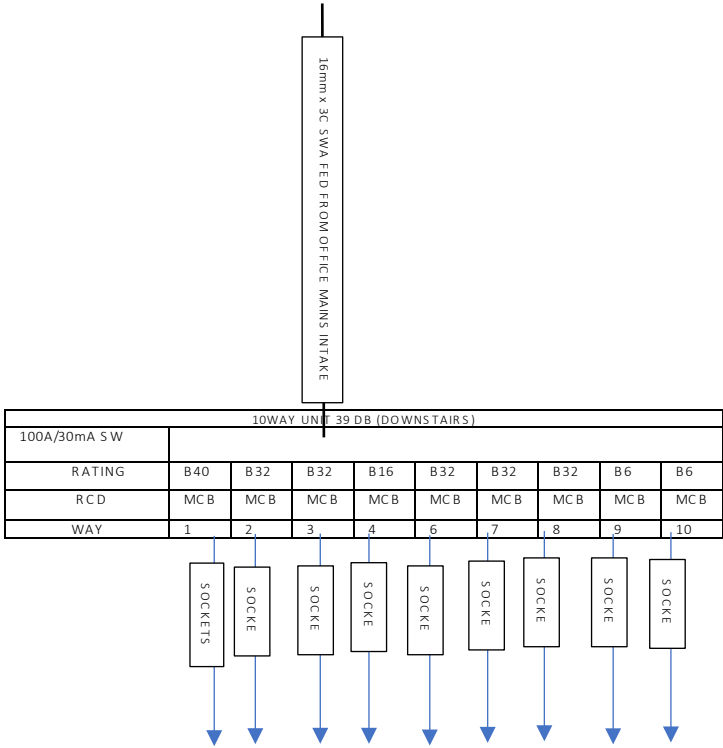 16mm x 3C SWA FED FROM OFFICE MAINS INTAKE
10WAY UNIT 39 DB (DOWNSTAIRS)
100A/30mA SW
RATING B40 B32 B32 B16 B32 B32 B32 B6 B6
RCD MCB MCB MCB MCB MCB MCB MCB MCB MCB
WAY 1 2 3 4 6 7 8 9 10
SOCKETS
SOCKE
SOCKE
SOCKE
SOCKE
SOCKE
SOCKE
SOCKE
SOCKE